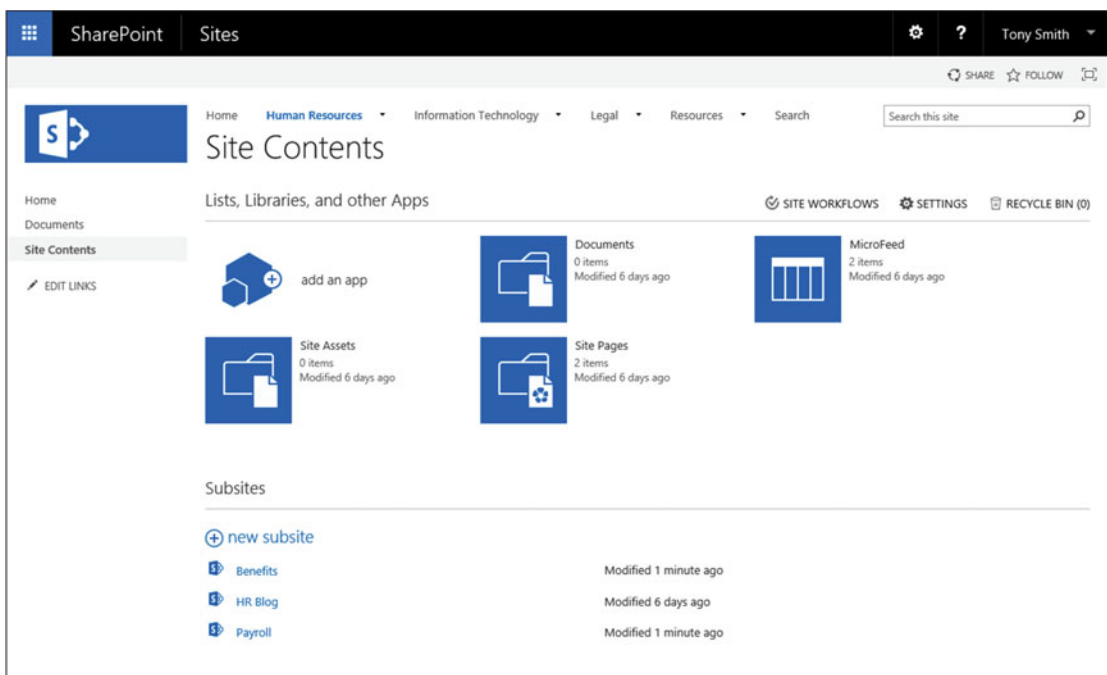 SharePoint Sites ? Tony Smith
SHARE FOLLOW
S
Home Human Resources Information Technology Legal Resources Search Search this site
Site Contents
Home
Documents
Site Contents
EDIT LINKS
Lists, Libraries, and other Apps SITE WORKFLOWS SETTINGS RECYCLE BIN (0)
add an app
Documents
0 items
Modified 6 days ago
MicroFeed
2 items
Modified 6 days ago
Site Assets
0 items
Modified 6 days ago
Site Pages
2 items
Modified 6 days ago
Subsites
new subsite
S Benefits Modified 1 minute ago
S HR Blog Modified 6 days ago
S Payroll Modified 1 minute ago